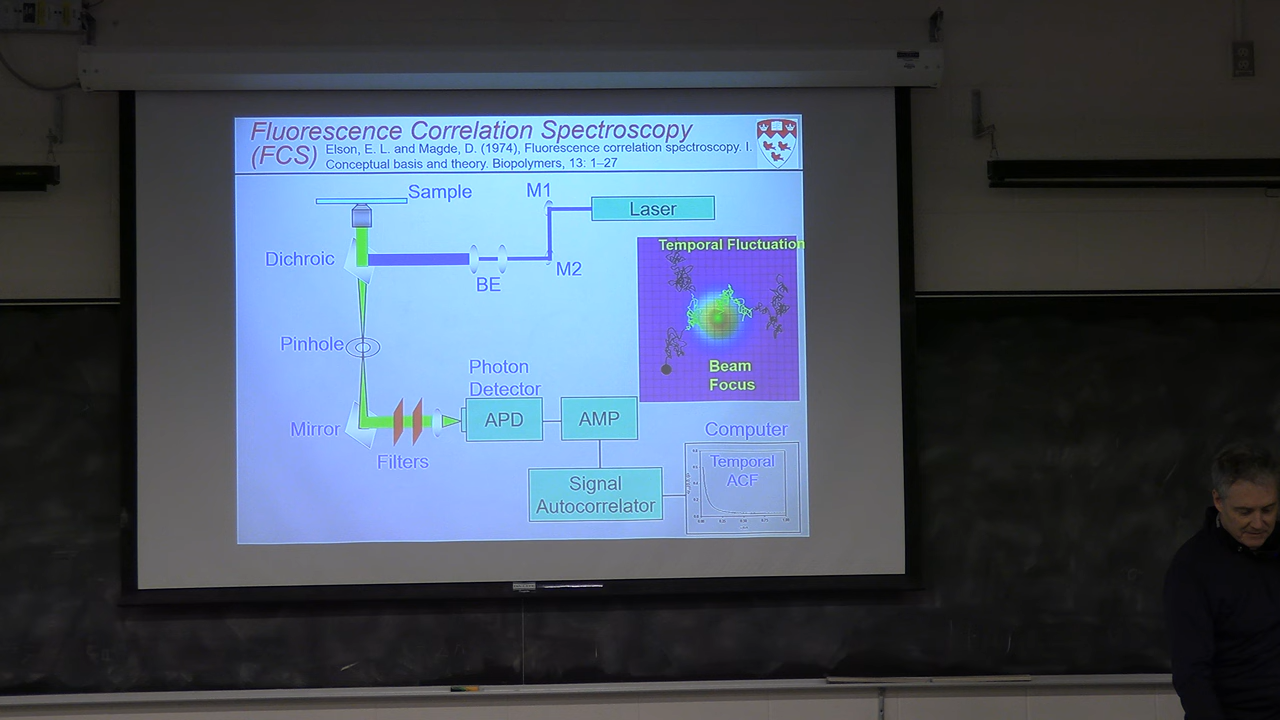 Fluorescence Correlation Spectroscopy
(FCS) Elson, E. L. and Magde, D. (1974), Fluorescence correlation spectroscopy. I.
Conceptual basis and theory. Biopolymers, 13: 1–27
Sample
M1
Laser
Temporal Fluctuation
Dichroic
M2
BE
Pinhole
Beam
Focus
Photon
Detector
APD
AMP
Mirror
Filters
Computer
Temporal
ACF
Signal
Autocorrelator